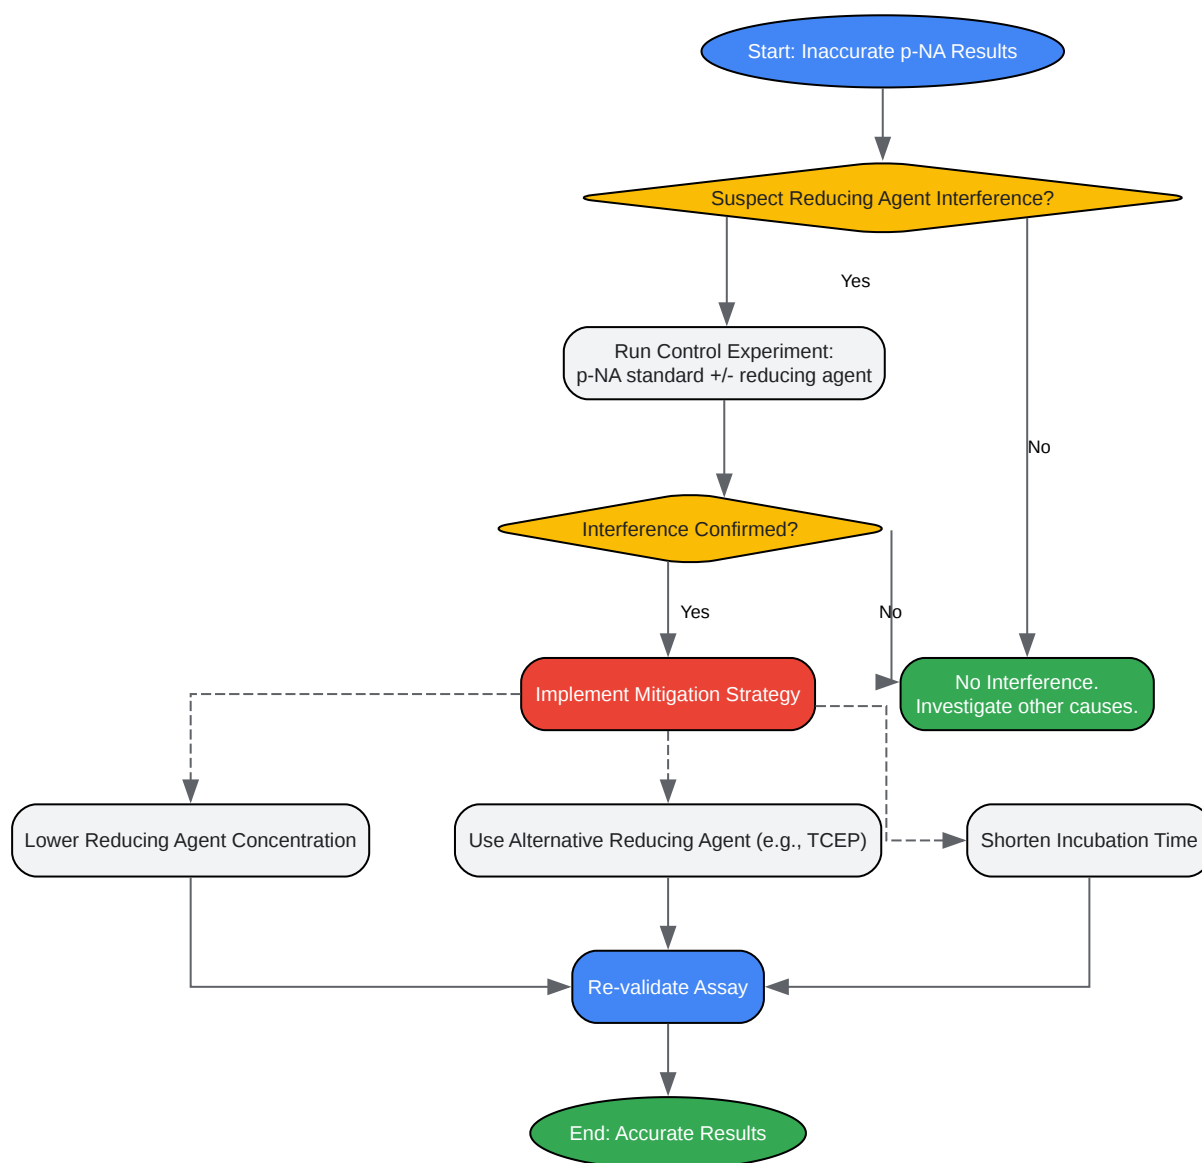 Start: Inaccurate p-NA Results
Suspect Reducing Agent Interference?
Yes
Run Control Experiment:
p-NA standard +/- reducing agent
No
Interference Confirmed?
Yes
No
Implement Mitigation Strategy
No Interference.
Investigate other causes.
Lower Reducing Agent Concentration
Use Alternative Reducing Agent (e.g., TCEP)
Shorten Incubation Time
Re-validate Assay
End: Accurate Results